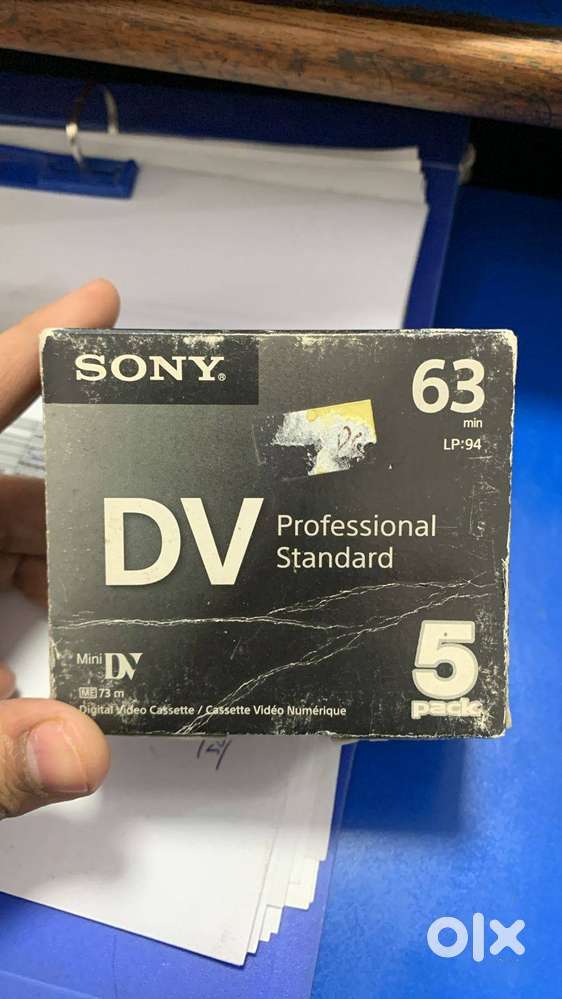 SONY®
63
min
LP:94
DV Professional
Standard
Mini DV
ME 73 m
Digital Video Cassette / Cassette Vidéo Numérique
5
pack
olx